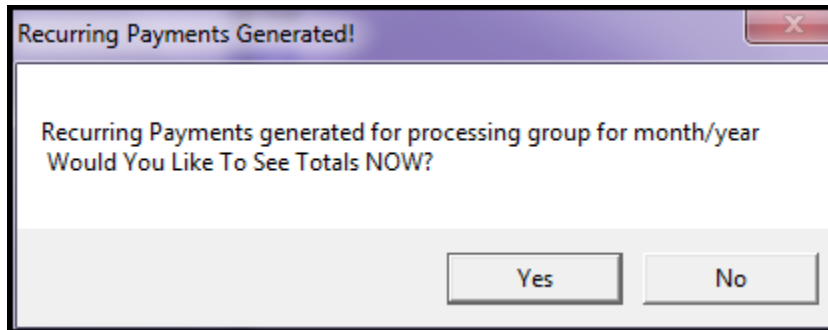 Recurring Payments Generated!
Recurring Payments generated for processing group for month/year
Would You Like To See Totals NOW?
Yes
No